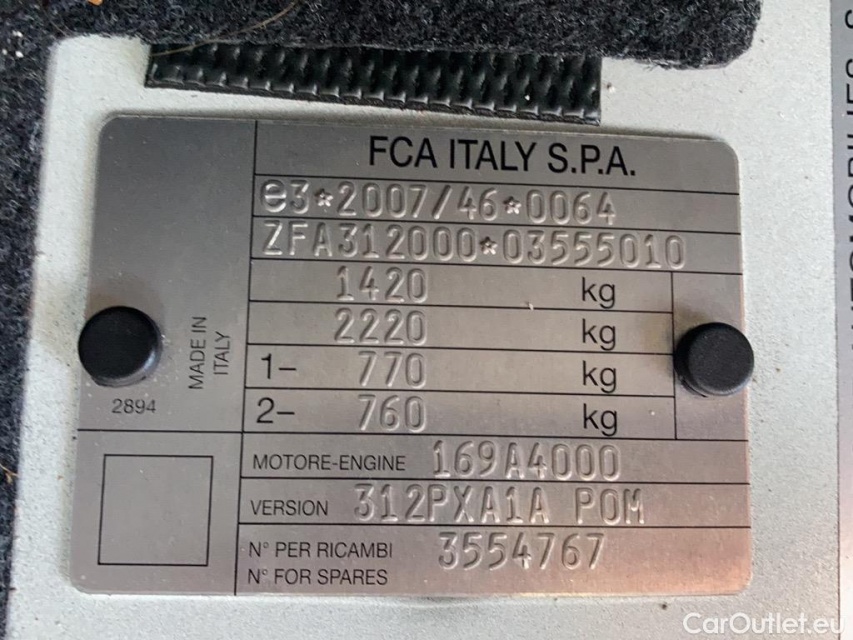 FCA ITALY S.P.A.
e3*2007/46*0064
ZFA312000*03555010
1420 kg
2220 kg
1- 770 kg
2- 760 kg
MADE IN
ITALY
2894
MOTORE-ENGINE 169A4000
VERSION 312PXA1A P0M
N° PER RICAMBI 3554767
N° FOR SPARES
CarOutlet.eu